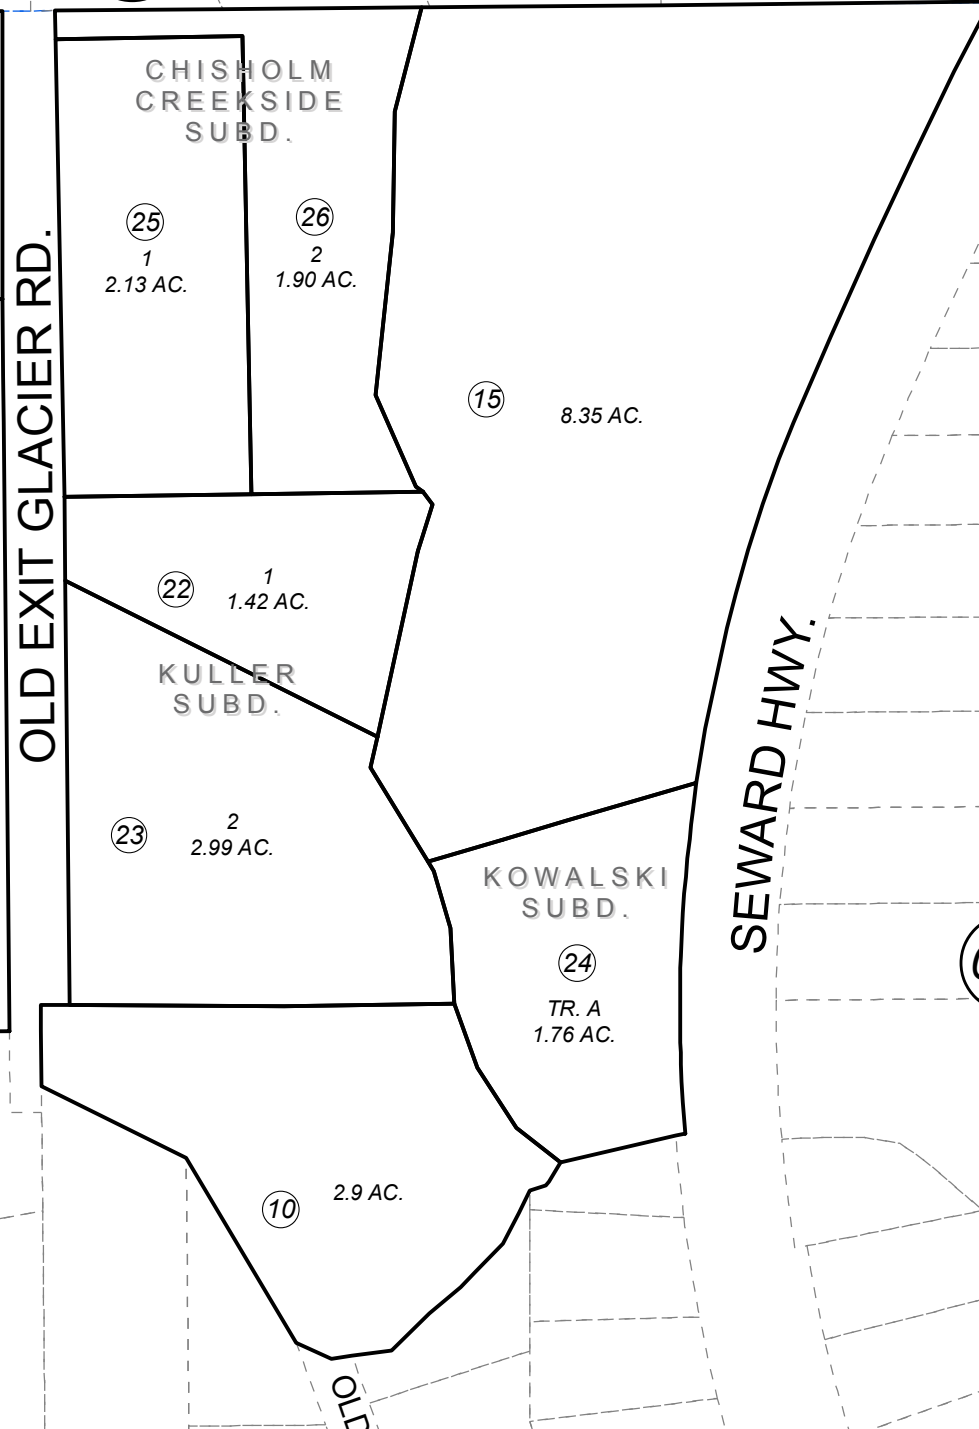 CHISHOLM
CREEKSIDE
SUBD.
25
1
2.13 AC.
26
2
1.90 AC.
15
8.35 AC.
OLD EXIT GLACIER RD.
22
1
1.42 AC.
KULLER
SUBD.
23
2
2.99 AC.
SEWARD HWY.
KOWALSKI
SUBD.
24
TR. A
1.76 AC.
10
2.9 AC.
OLD